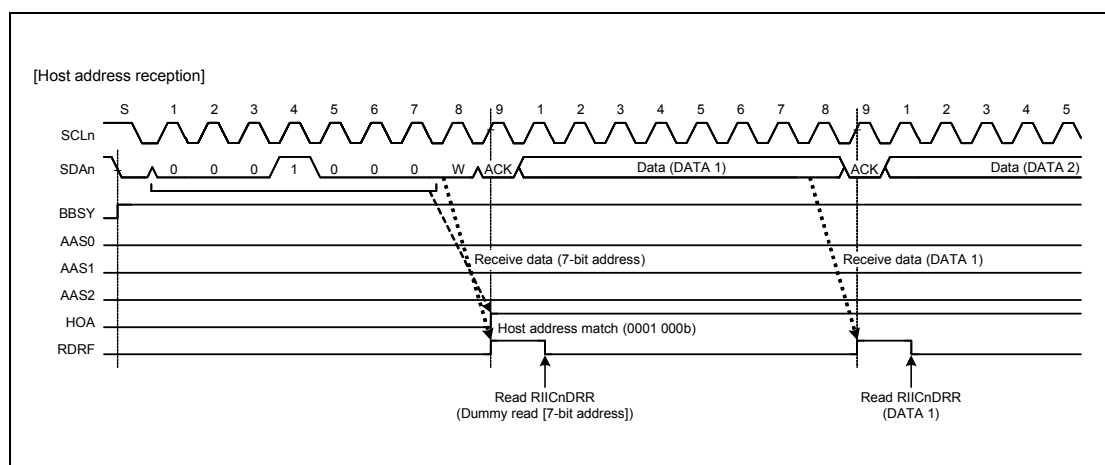 [Host address reception]
S 1 2 3 4 5 6 7 8 9 1 2 3 4 5 6 7 8 9 1 2 3 4 5
SCLn
SDAn 0 0 0 1 0 0 0 W ACK Data (DATA 1) ACK Data (DATA 2)
BBSY
AAS0
Receive data (7-bit address) Receive data (DATA 1)
AAS1
AAS2
HOA
Host address match (0001 000b)
RDRF
Read RIICnDRR Read RIICnDRR
(Dummy read [7-bit address]) (DATA 1)